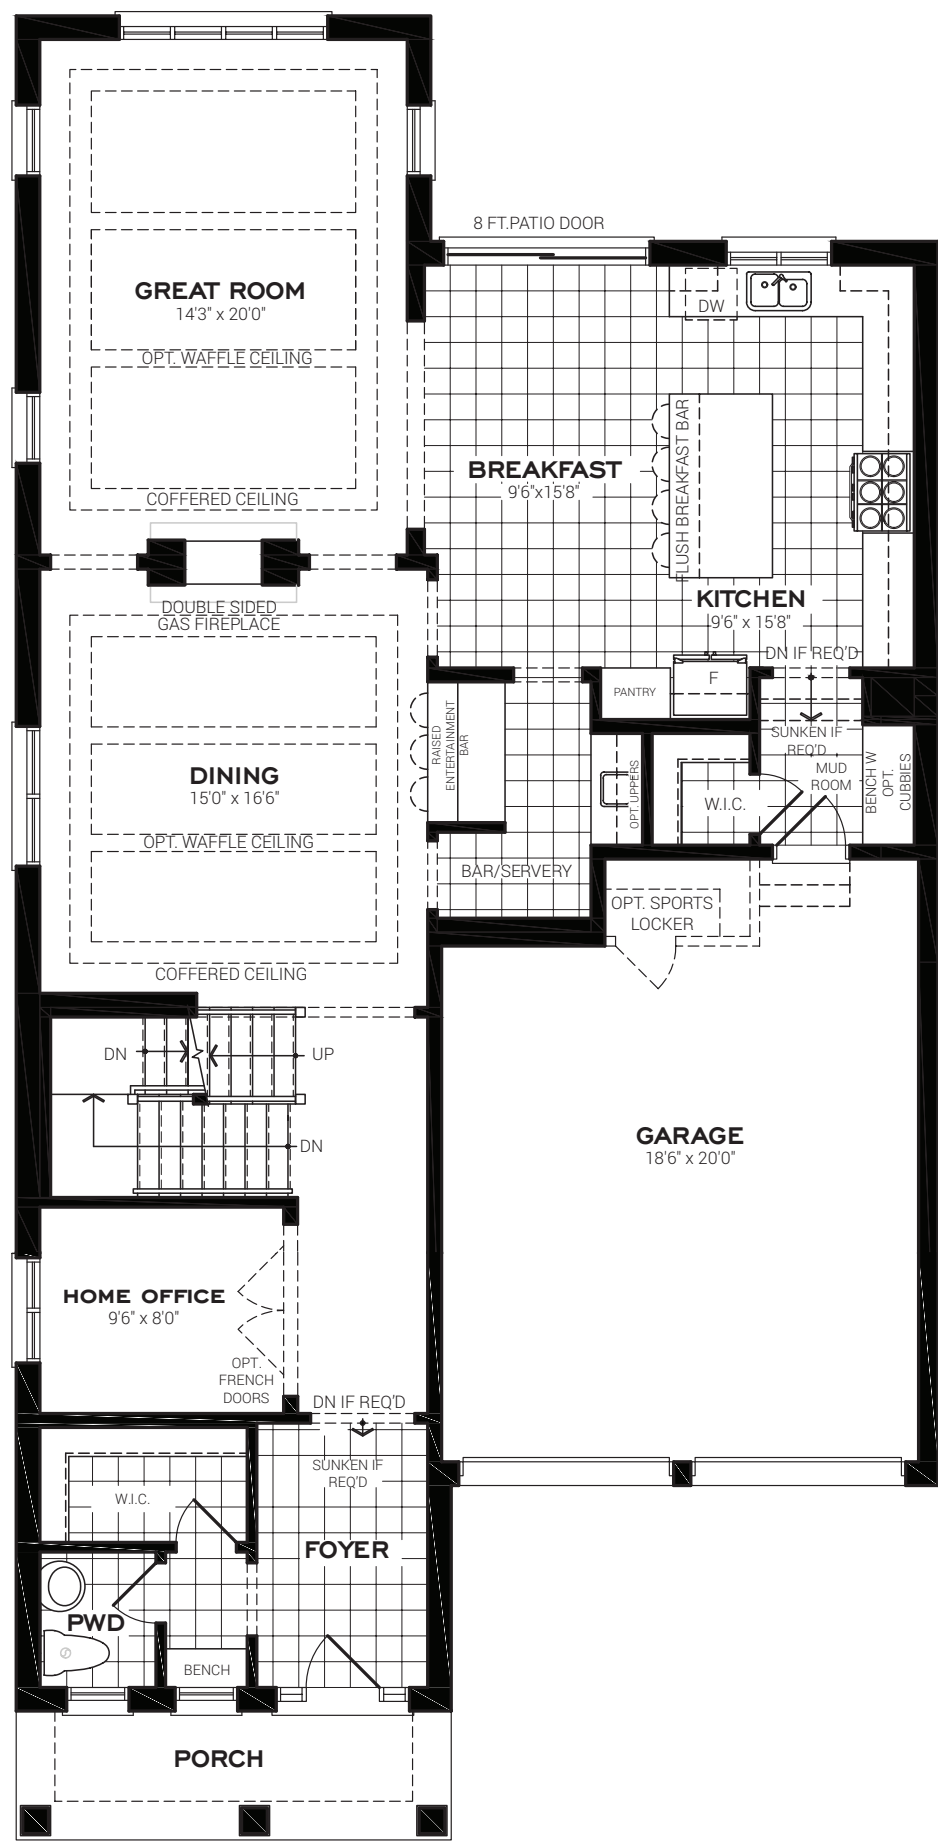 8 FT.PATIO DOOR
GREAT ROOM
14'3" x 20'0"
OPT. WAFFLE CEILING
COFFERED CEILING
DW
BREAKFAST
9'6"x15'8"
FLUSH BREAKFAST BAR
KITCHEN
9'6" x 15'8"
DN IF REQ'D
DOUBLE SIDED
GAS FIREPLACE
PANTRY
F
RAISED
ENTERTAINMENT
BAR
SUNKEN IF
REQ'D
MUD
ROOM
BENCH W
OPT.
CUBBIES
DINING
15'0" x 16'6"
OPT. UPPERS
W.I.C.
OPT. WAFFLE CEILING
BAR/SERVERY
OPT. SPORTS
LOCKER
COFFERED CEILING
DN
UP
DN
GARAGE
18'6" x 20'0"
HOME OFFICE
9'6" x 8'0"
OPT.
FRENCH
DOORS
DN IF REQ'D
SUNKEN IF
REQ'D
W.I.C.
FOYER
PWD
BENCH
PORCH